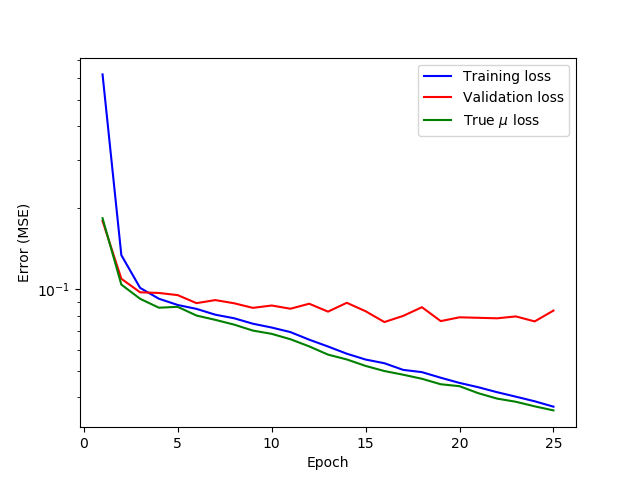 Training loss
Validation loss
True μ loss
Error (MSE)
10⁻¹
0 5 10 15 20 25
Epoch